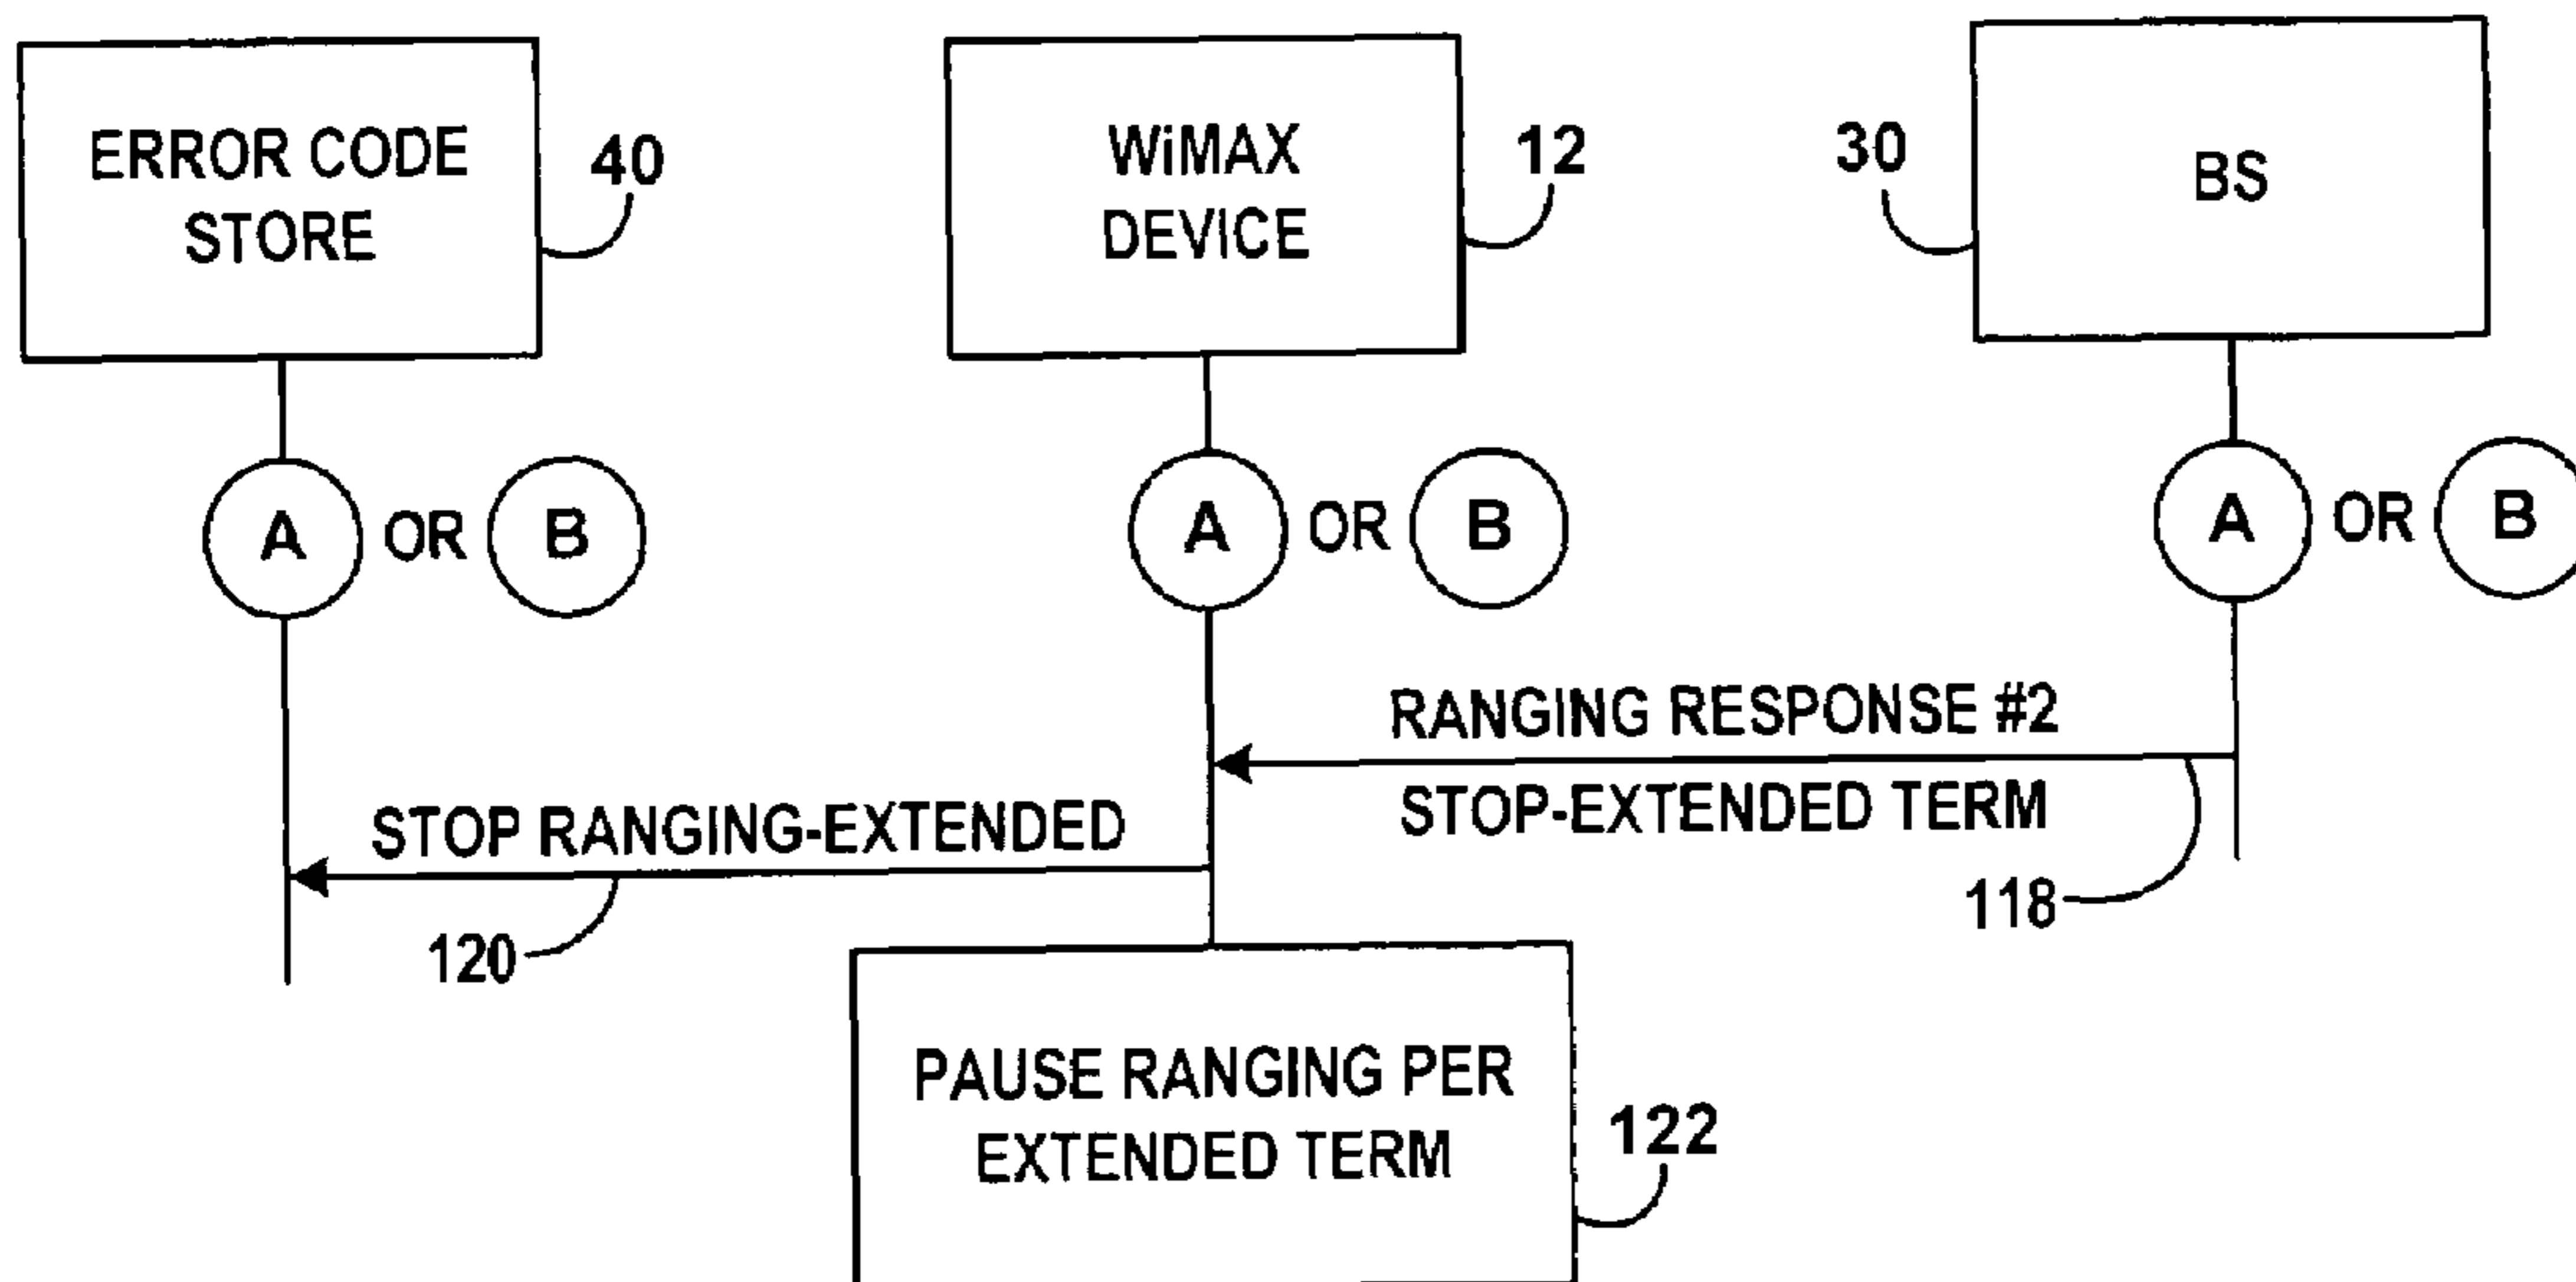 ERROR CODE
STORE
40
WiMAX
DEVICE
12
30
BS
A OR B
A OR B
A OR B
RANGING RESPONSE #2
STOP-EXTENDED TERM
118
STOP RANGING-EXTENDED
120
PAUSE RANGING PER
EXTENDED TERM
122